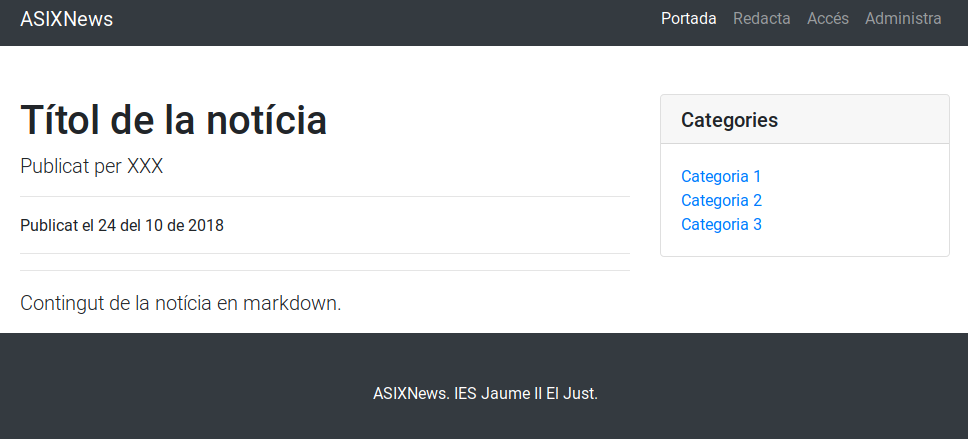 ASIXNews
Portada Redacta Accés Administra
Títol de la notícia
Publicat per XXX
Publicat el 24 del 10 de 2018
Contingut de la notícia en markdown.
Categories
Categoria 1
Categoria 2
Categoria 3
ASIXNews. IES Jaume II El Just.